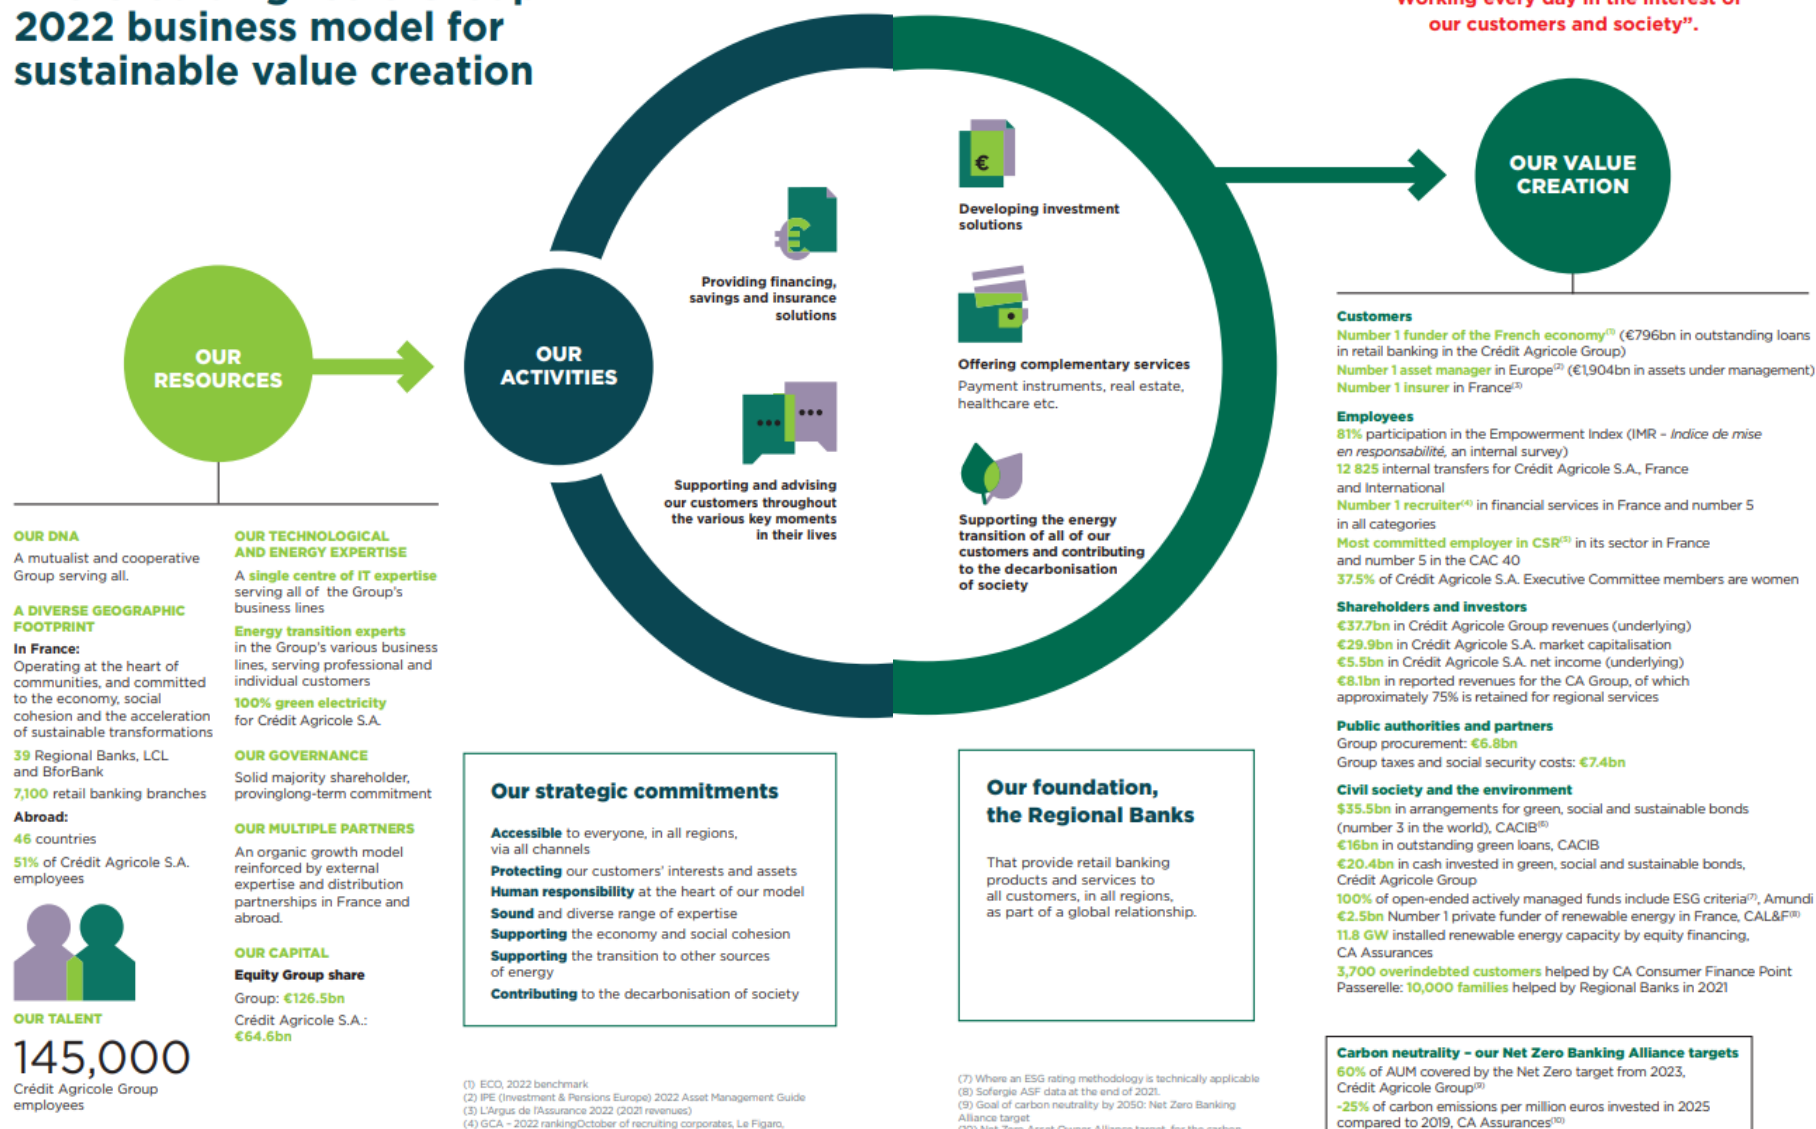 2022 business model for
sustainable value creation
Working every day in the interest of
our customers and society”.
OUR
RESOURCES
OUR DNA
A mutualist and cooperative
Group serving all.
A DIVERSE GEOGRAPHIC
FOOTPRINT
In France:
Operating at the heart of
communities, and committed
to the economy, social
cohesion and the acceleration
of sustainable transformations
39 Regional Banks, LCL
and BforBank
7,100 retail banking branches
Abroad:
46 countries
51% of Crédit Agricole S.A.
employees
OUR TALENT
145,000
Crédit Agricole Group
employees
OUR TECHNOLOGICAL
AND ENERGY EXPERTISE
A single centre of IT expertise
serving all of the Group's
business lines
Energy transition experts
in the Group's various business
lines, serving professional and
individual customers
100% green electricity
for Crédit Agricole S.A.
OUR GOVERNANCE
Solid majority shareholder,
provinglong-term commitment
OUR MULTIPLE PARTNERS
An organic growth model
reinforced by external
expertise and distribution
partnerships in France and
abroad.
OUR CAPITAL
Equity Group share
Group: €126.5bn
Crédit Agricole S.A.:
€64.6bn
OUR
ACTIVITIES
Providing financing,
savings and insurance
solutions
Supporting and advising
our customers throughout
the various key moments
in their lives
€
Developing investment
solutions
Offering complementary services
Payment instruments, real estate,
healthcare etc.
Supporting the energy
transition of all of our
customers and contributing
to the decarbonisation
of society
Our strategic commitments
Accessible to everyone, in all regions,
via all channels
Protecting our customers' interests and assets
Human responsibility at the heart of our model
Sound and diverse range of expertise
Supporting the economy and social cohesion
Supporting the transition to other sources
of energy
Contributing to the decarbonisation of society
Our foundation,
the Regional Banks
That provide retail banking
products and services to
all customers, in all regions,
as part of a global relationship.
(1) ECO, 2022 benchmark
(2) IPE (Investment & Pensions Europe) 2022 Asset Management Guide
(3) L'Argus de l'Assurance 2022 (2021 revenues)
(4) GCA – 2022 rankingOctober of recruiting corporates, Le Figaro,
(7) Where an ESG rating methodology is technically applicable
(8) Sofergie ASF data at the end of 2021.
(9) Goal of carbon neutrality by 2050: Net Zero Banking
Alliance target
(10) Net Zero Asset Owner Alliance target, for the carbon
OUR VALUE
CREATION
Customers
Number 1 funder of the French economy(1) (€796bn in outstanding loans
in retail banking in the Crédit Agricole Group)
Number 1 asset manager in Europe(2) (€1,904bn in assets under management)
Number 1 insurer in France(3)
Employees
81% participation in the Empowerment Index (IMR – Indice de mise
en responsabilité, an internal survey)
12 825 internal transfers for Crédit Agricole S.A., France
and International
Number 1 recruiter(4) in financial services in France and number 5
in all categories
Most committed employer in CSR(5) in its sector in France
and number 5 in the CAC 40
37.5% of Crédit Agricole S.A. Executive Committee members are women
Shareholders and investors
€37.7bn in Crédit Agricole Group revenues (underlying)
€29.9bn in Crédit Agricole S.A. market capitalisation
€5.5bn in Crédit Agricole S.A. net income (underlying)
€8.1bn in reported revenues for the CA Group, of which
approximately 75% is retained for regional services
Public authorities and partners
Group procurement: €6.8bn
Group taxes and social security costs: €7.4bn
Civil society and the environment
$35.5bn in arrangements for green, social and sustainable bonds
(number 3 in the world), CACIB(6)
€16bn in outstanding green loans, CACIB
€20.4bn in cash invested in green, social and sustainable bonds,
Crédit Agricole Group
100% of open-ended actively managed funds include ESG criteria(7), Amundi
€2.5bn Number 1 private funder of renewable energy in France, CAL&F(8)
11.8 GW installed renewable energy capacity by equity financing,
CA Assurances
3,700 overindebted customers helped by CA Consumer Finance Point
Passerelle: 10,000 families helped by Regional Banks in 2021
Carbon neutrality – our Net Zero Banking Alliance targets
60% of AUM covered by the Net Zero target from 2023,
Crédit Agricole Group(9)
-25% of carbon emissions per million euros invested in 2025
compared to 2019, CA Assurances(10)